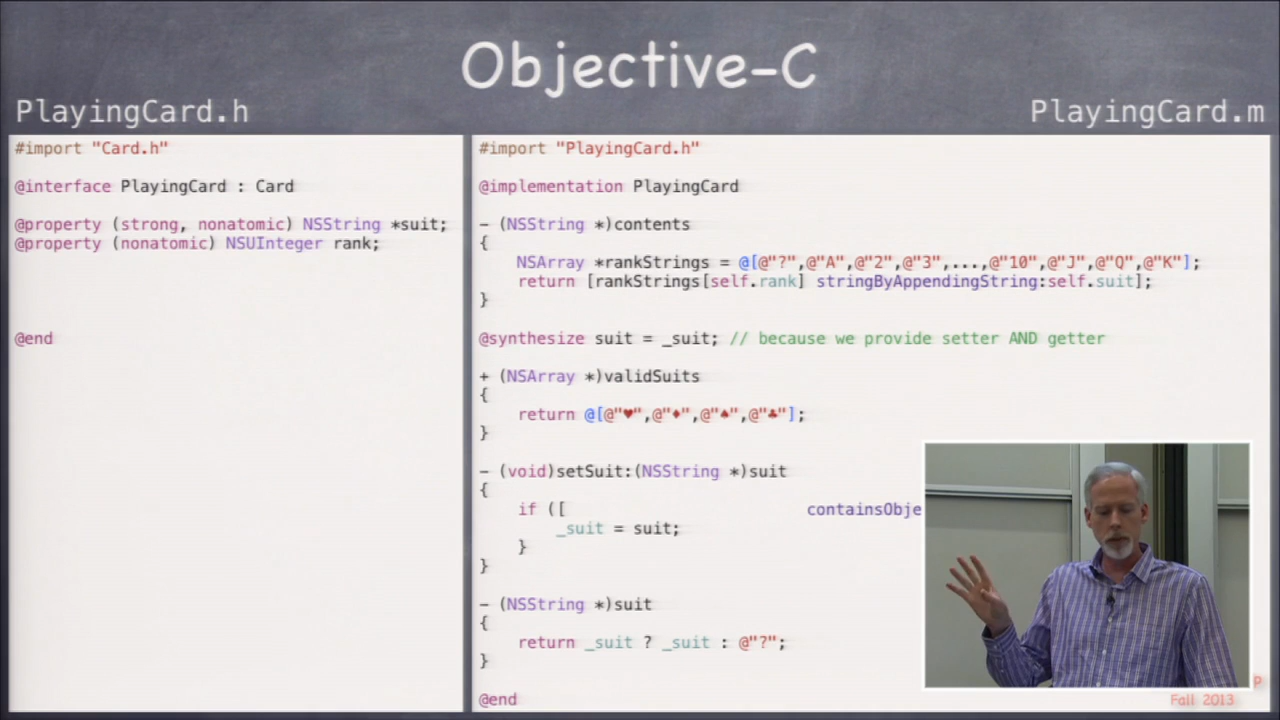 Objective-C
PlayingCard.h
PlayingCard.m
#import "Card.h"
@interface PlayingCard : Card
@property (strong, nonatomic) NSString *suit;
@property (nonatomic) NSUInteger rank;
@end
#import "PlayingCard.h"
@implementation PlayingCard
- (NSString *)contents
{
NSArray *rankStrings = @[@"?",@"A",@"2",@"3",...,@"10",@"J",@"Q",@"K"];
return [rankStrings[self.rank] stringByAppendingString:self.suit];
}
@synthesize suit = _suit; // because we provide setter AND getter
+ (NSArray *)validSuits
{
return @[@"♥",@"♦",@"♠",@"♣"];
}
- (void)setSuit:(NSString *)suit
{
if ([ containsObje
_suit = suit;
}
}
- (NSString *)suit
{
return _suit ? _suit : @"?";
}
@end
P
Fall 2013